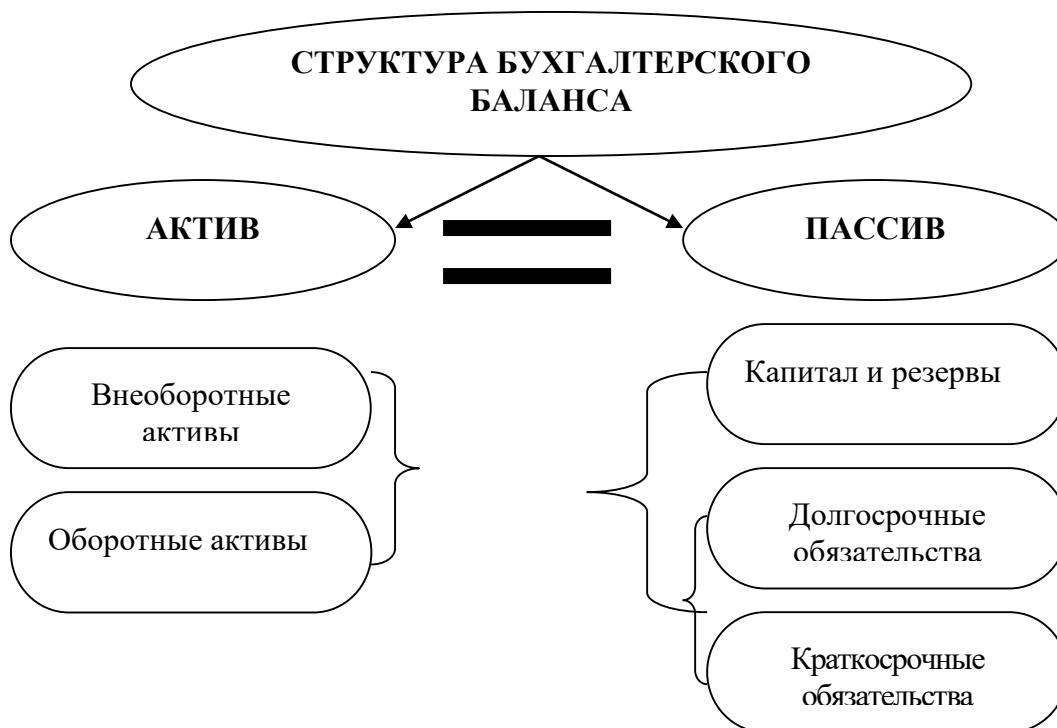 СТРУКТУРА БУХГАЛТЕРСКОГО
БАЛАНСА
АКТИВ
ПАССИВ
Внеоборотные
активы
Оборотные активы
Капитал и резервы
Долгосрочные
обязательства
Краткосрочные
обязательства